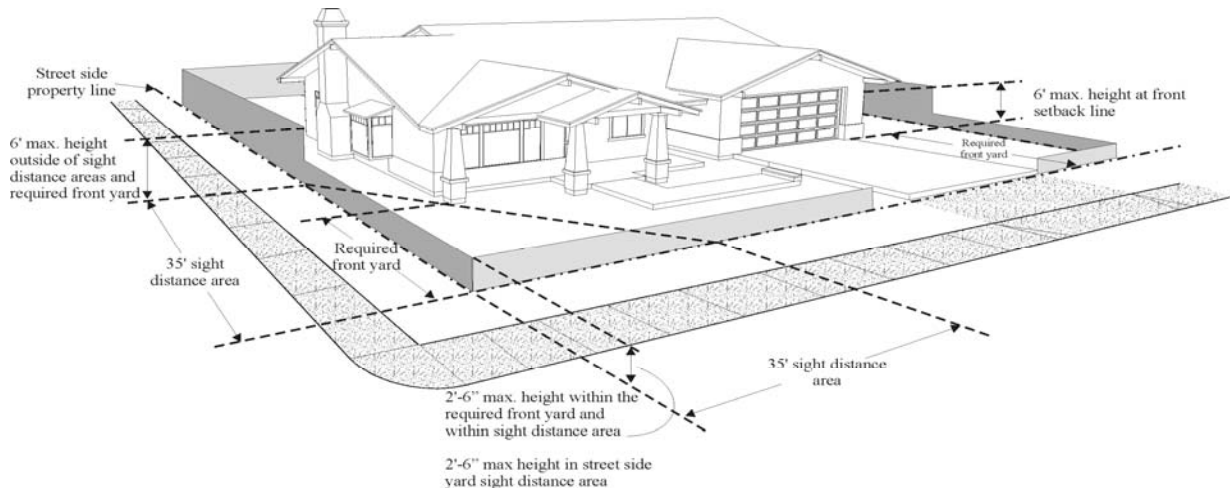 Street side
property line
6' max. height
outside of sight
distance areas and
required front yard
35' sight
distance area
Required
front yard
6' max. height at front
setback line
Required
front yard
35' sight distance
area
2'-6” max. height within the
required front yard and
within sight distance area
2'-6” max height in street side
yard sight distance area